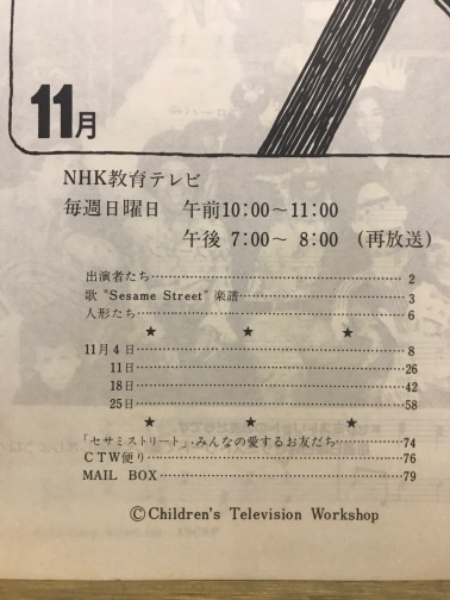 11月
NHK教育テレビ
毎週日曜日 午前10:00〜11:00
午後 7:00〜 8:00 (再放送)
出演者たち…………………………2
歌 "Sesame Street" 楽譜…………………3
人形たち…………………………6
★ ★ ★
11月4日…………………………8
11日…………………………26
18日…………………………42
25日…………………………58
★ ★ ★
「セサミストリート」・みんなの愛するお友だち…………74
CTW便り…………………………76
MAIL BOX…………………………79
©Children's Television Workshop